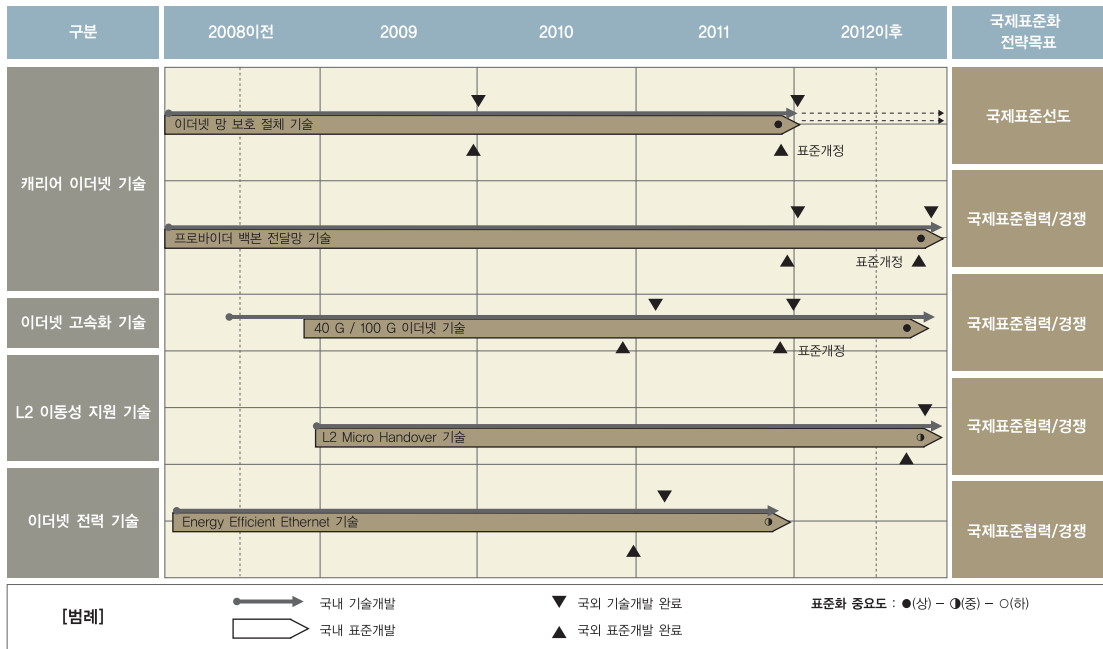 구분
2008이전
2009
2010
2011
2012이후
국제표준화
전략목표
캐리어 이더넷 기술
이더넷 망 보호 절체 기술
표준개정
국제표준선도
프로바이더 백본 전달망 기술
표준개정
국제표준협력/경쟁
이더넷 고속화 기술
40 G / 100 G 이더넷 기술
표준개정
국제표준협력/경쟁
L2 이동성 지원 기술
L2 Micro Handover 기술
국제표준협력/경쟁
이더넷 전력 기술
Energy Efficient Ethernet 기술
국제표준협력/경쟁
[범례]
국내 기술개발
국외 기술개발 완료
표준화 중요도 : ●(상) – ◑(중) – ○(하)
국내 표준개발
국외 표준개발 완료